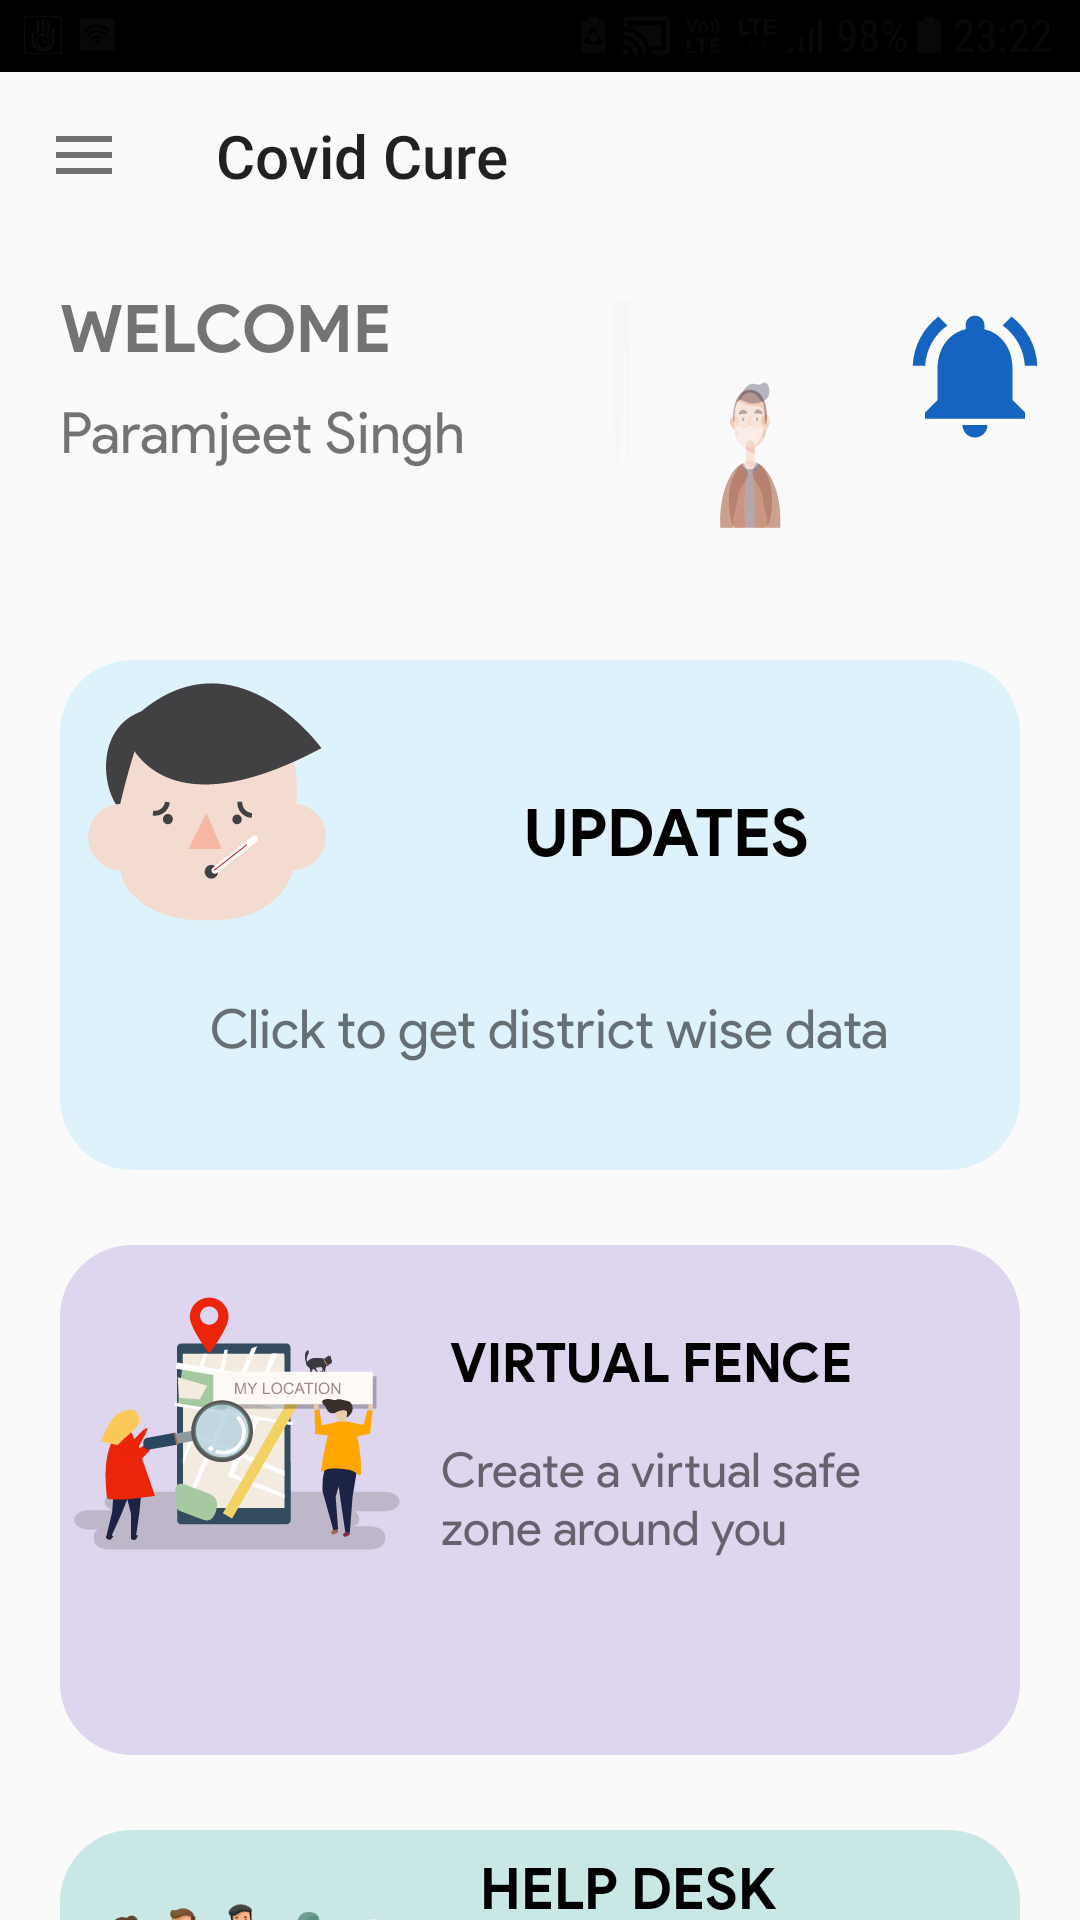 Vo)) LTE LTE 98% 23:22
Covid Cure
WELCOME
Paramjeet Singh
UPDATES
Click to get district wise data
MY LOCATION
VIRTUAL FENCE
Create a virtual safe
zone around you
HELP DESK